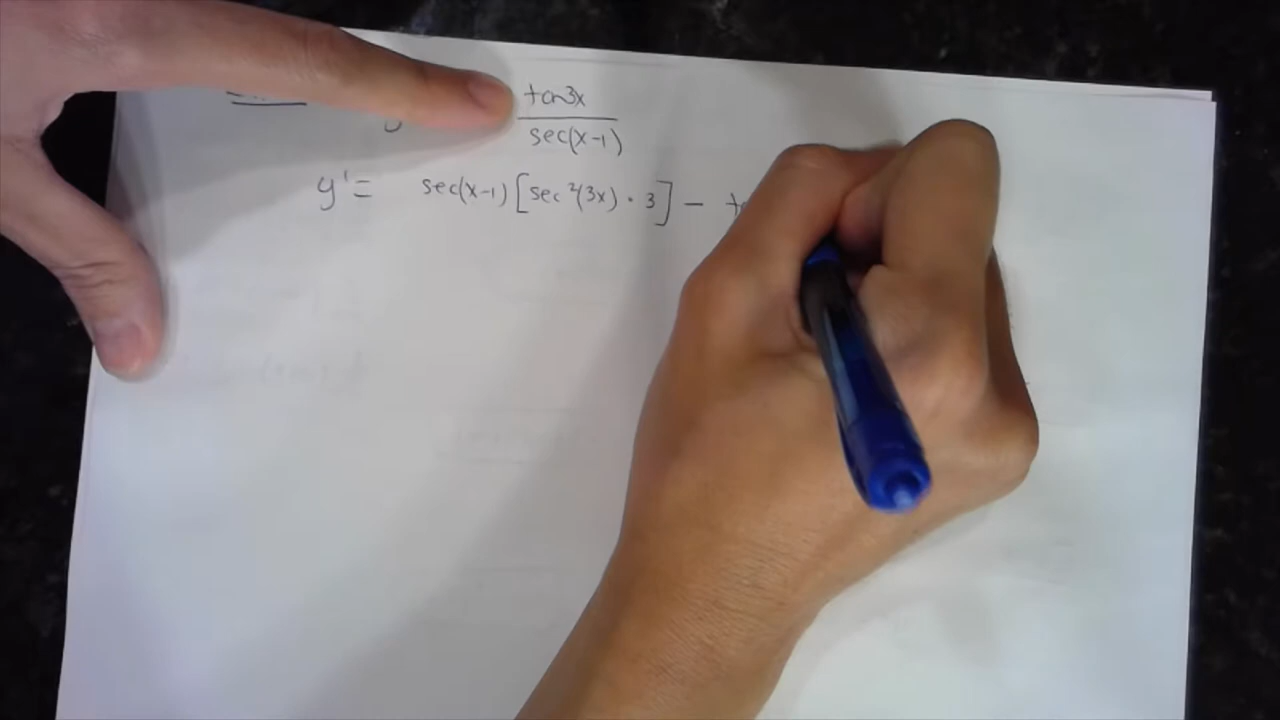 y tan3x
sec(x-1)
y' = sec(x-1)[sec²(3x) · 3] -